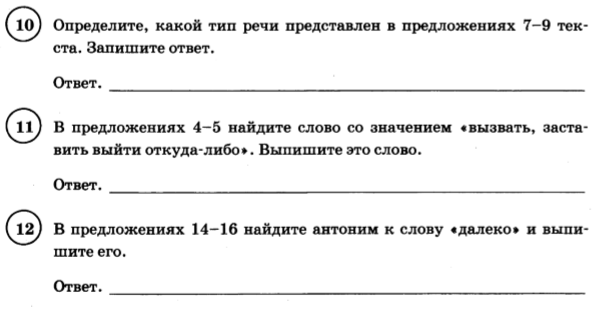 10 Определите, какой тип речи представлен в предложениях 7–9 тек-
ста. Запишите ответ.
Ответ.
11 В предложениях 4–5 найдите слово со значением «вызвать, заста-
вить выйти откуда-либо». Выпишите это слово.
Ответ.
12 В предложениях 14–16 найдите антоним к слову «далеко» и выпи-
шите его.
Ответ.